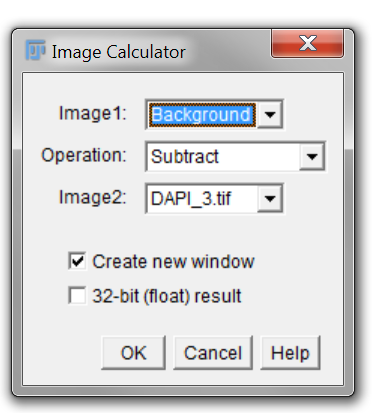 Image Calculator
Image1: Background
Operation: Subtract
Image2: DAPI_3.tif
Create new window
32-bit (float) result
OK Cancel Help